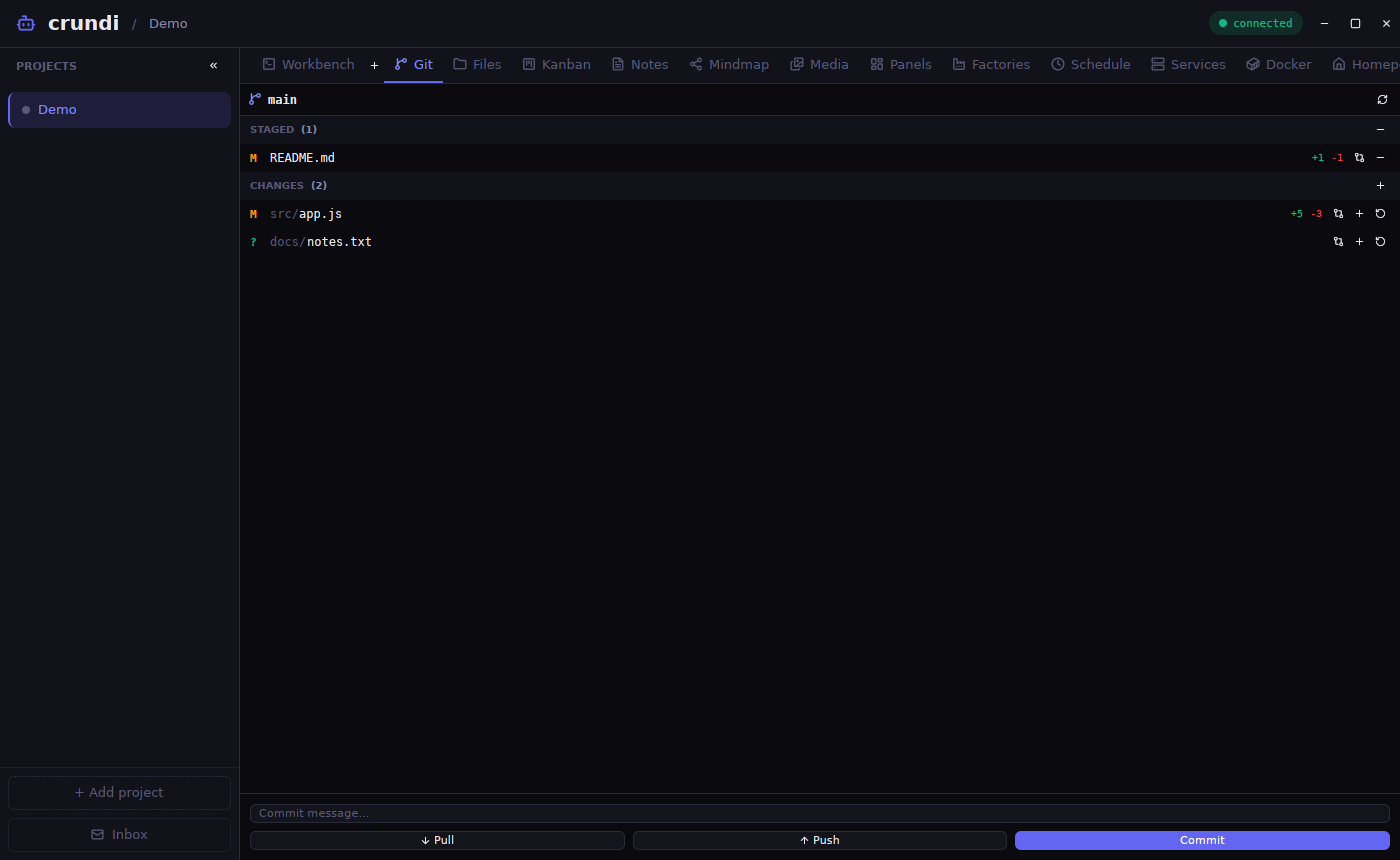 crundi / Demo connected
PROJECTS «
Workbench + Git Files Kanban Notes Mindmap Media Panels Factories Schedule Services Docker Homep
Demo
main
STAGED (1)
M README.md +1 -1
CHANGES (2)
M src/app.js +5 -3
? docs/notes.txt
+ Add project
Inbox
Commit message...
Pull Push Commit